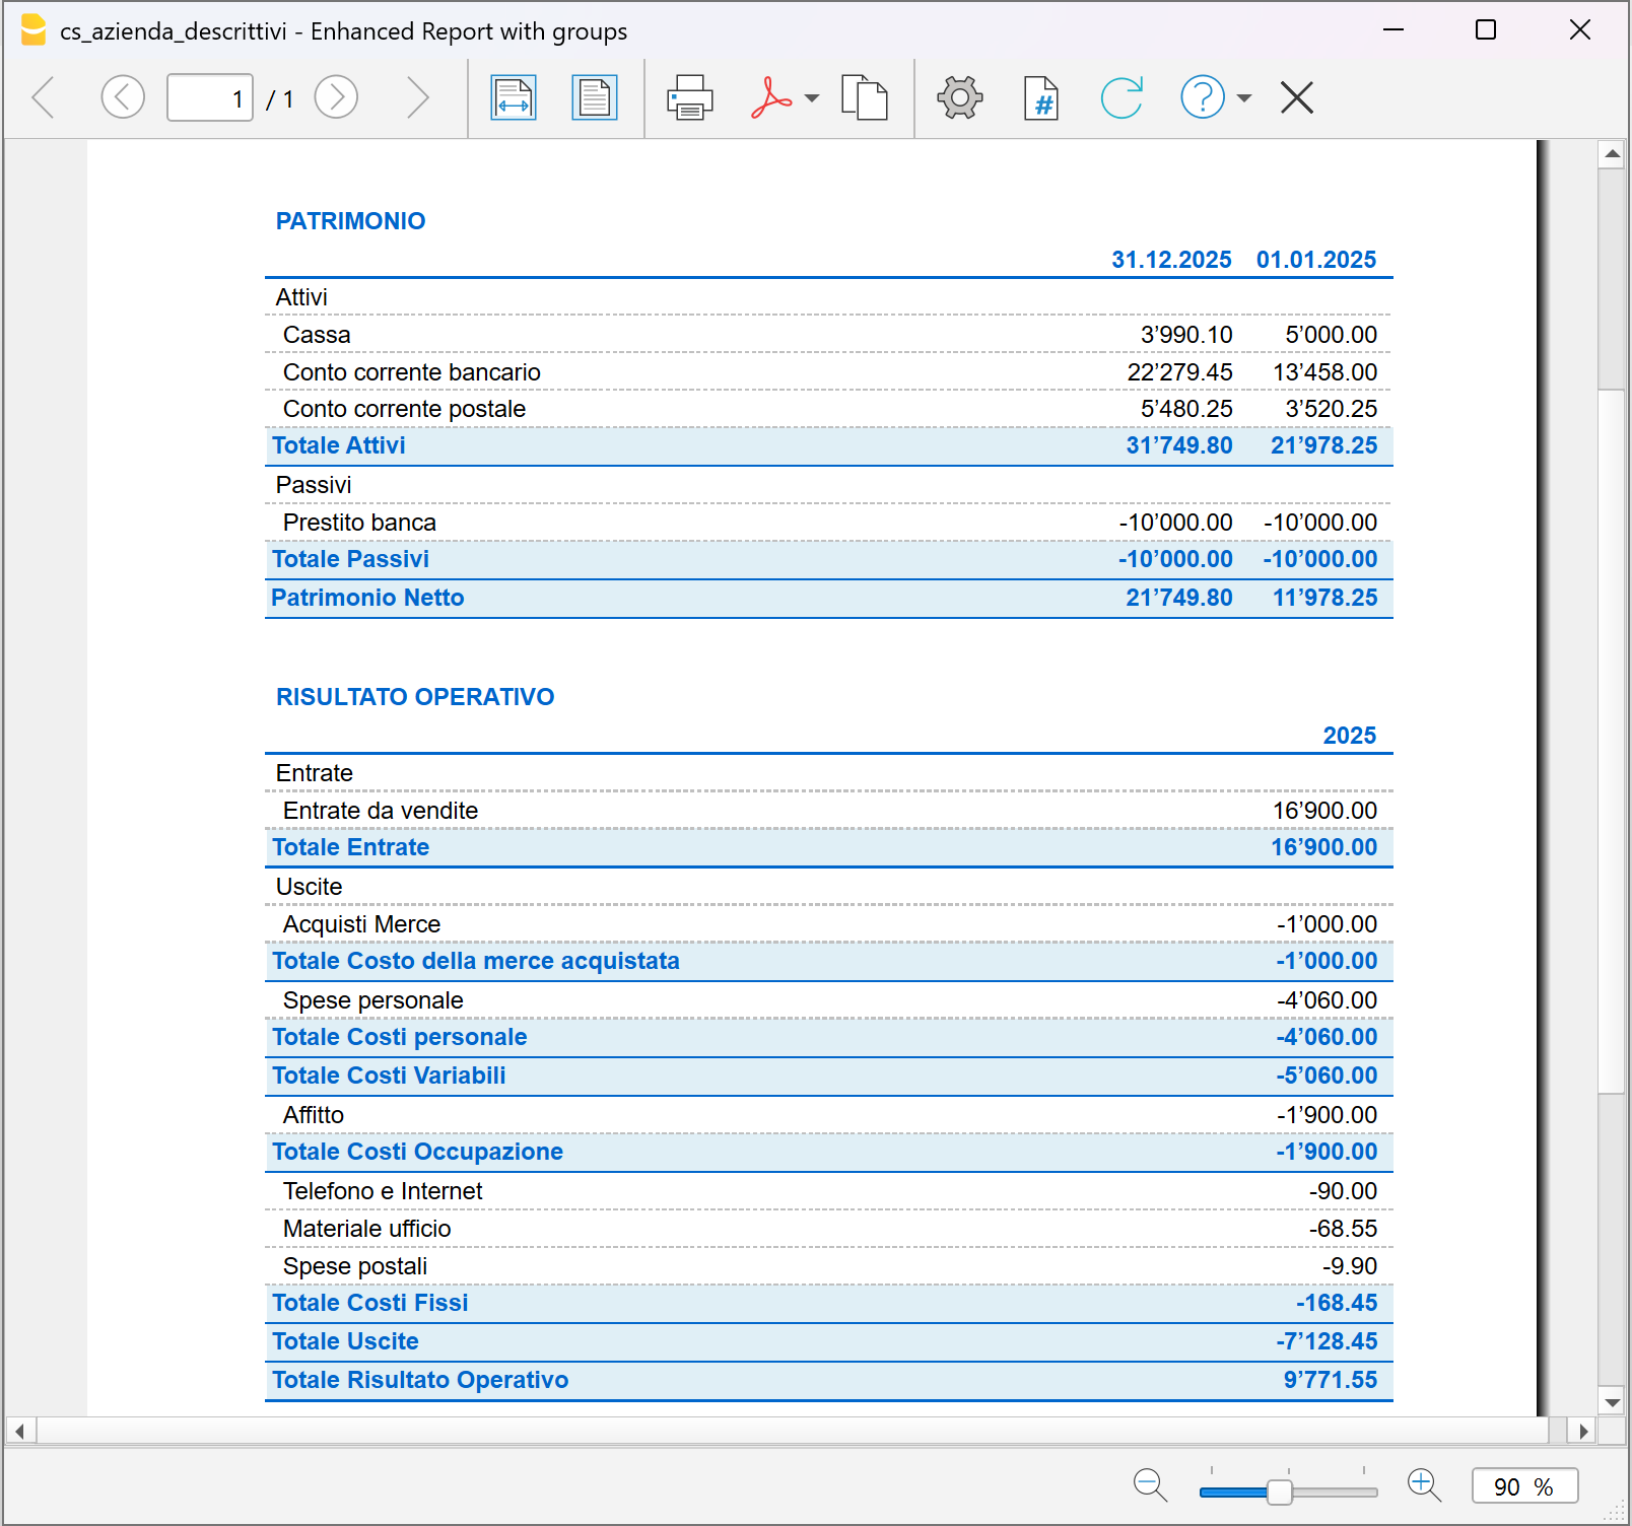 cs_azienda_descrittivi - Enhanced Report with groups
1 / 1
PATRIMONIO
31.12.2025 01.01.2025
Attivi
Cassa 3’990.10 5’000.00
Conto corrente bancario 22’279.45 13’458.00
Conto corrente postale 5’480.25 3’520.25
Totale Attivi 31’749.80 21’978.25
Passivi
Prestito banca -10’000.00 -10’000.00
Totale Passivi -10’000.00 -10’000.00
Patrimonio Netto 21’749.80 11’978.25
RISULTATO OPERATIVO
2025
Entrate
Entrate da vendite 16’900.00
Totale Entrate 16’900.00
Uscite
Acquisti Merce -1’000.00
Totale Costo della merce acquistata -1’000.00
Spese personale -4’060.00
Totale Costi personale -4’060.00
Totale Costi Variabili -5’060.00
Affitto -1’900.00
Totale Costi Occupazione -1’900.00
Telefono e Internet -90.00
Materiale ufficio -68.55
Spese postali -9.90
Totale Costi Fissi -168.45
Totale Uscite -7’128.45
Totale Risultato Operativo 9’771.55
90 %